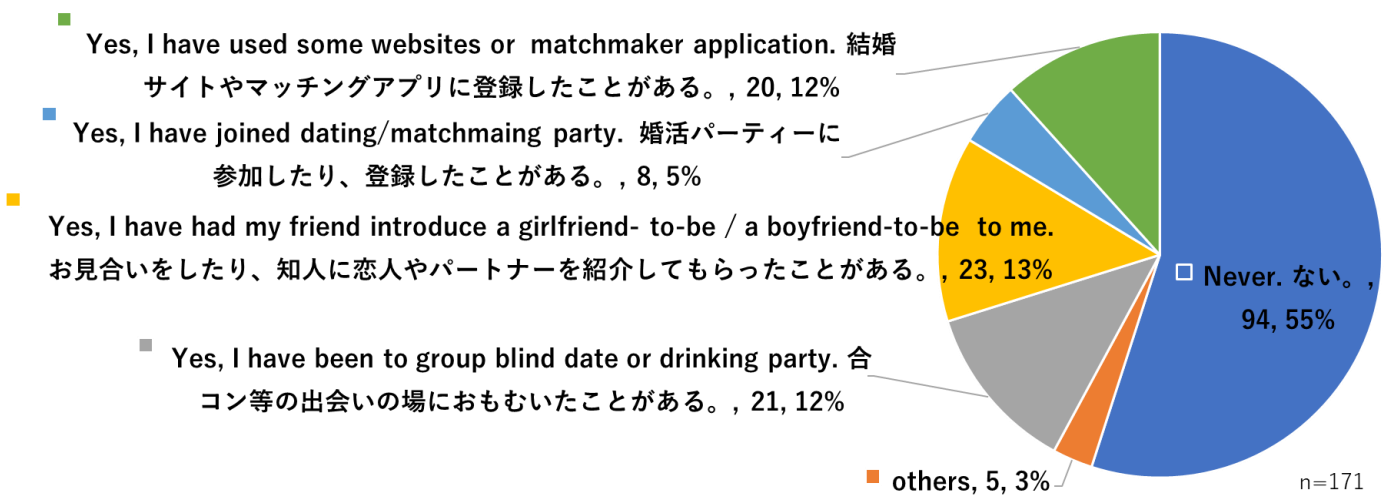 Yes, I have used some websites or matchmaker application. 結婚
サイトやマッチングアプリに登録したことがある。, 20, 12%
Yes, I have joined dating/matchmaing party. 婚活パーティーに
参加したり、登録したことがある。, 8, 5%
Yes, I have had my friend introduce a girlfriend- to-be / a boyfriend-to-be to me.
お見合いをしたり、知人に恋人やパートナーを紹介してもらったことがある。, 23, 13%
Never. ない。,
94, 55%
Yes, I have been to group blind date or drinking party. 合
コン等の出会いの場におもむいたことがある。, 21, 12%
others, 5, 3%
n=171